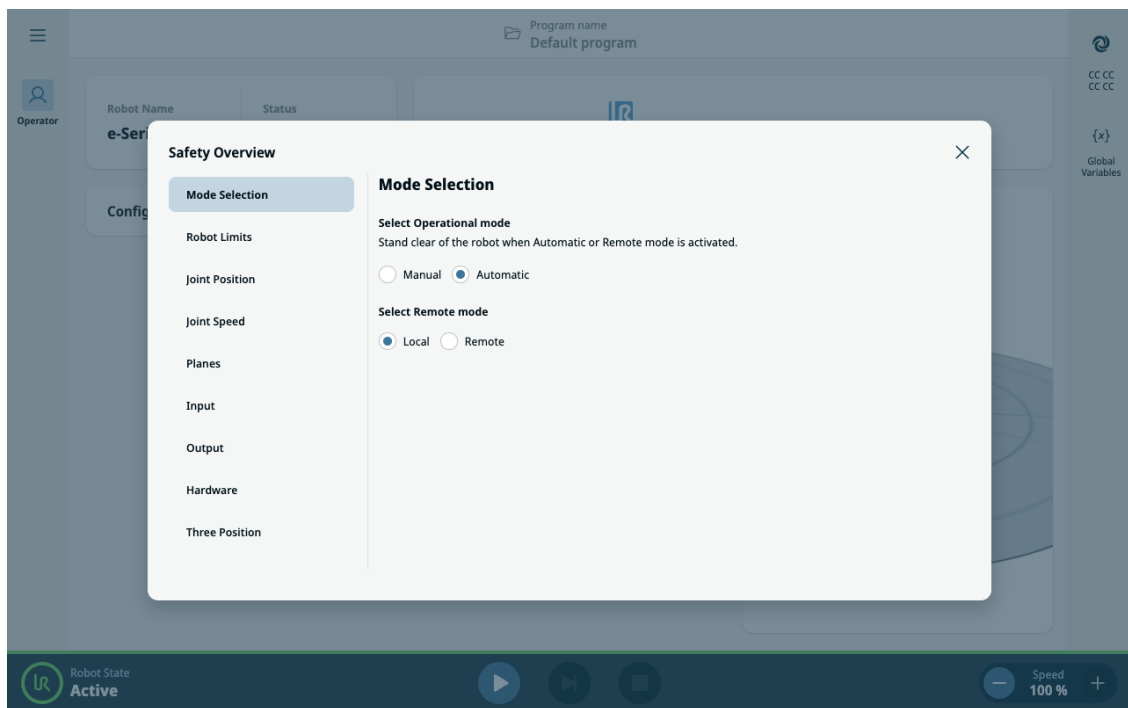 Program name
Default program
Operator
Robot Name
Status
e-Seri
Config
CC CC
CC CC
{x}
Global
Variables
Safety Overview
Mode Selection
Robot Limits
Joint Position
Joint Speed
Planes
Input
Output
Hardware
Three Position
Mode Selection
Select Operational mode
Stand clear of the robot when Automatic or Remote mode is activated.
Manual Automatic
Select Remote mode
Local Remote
Robot State
Active
Speed
100 %